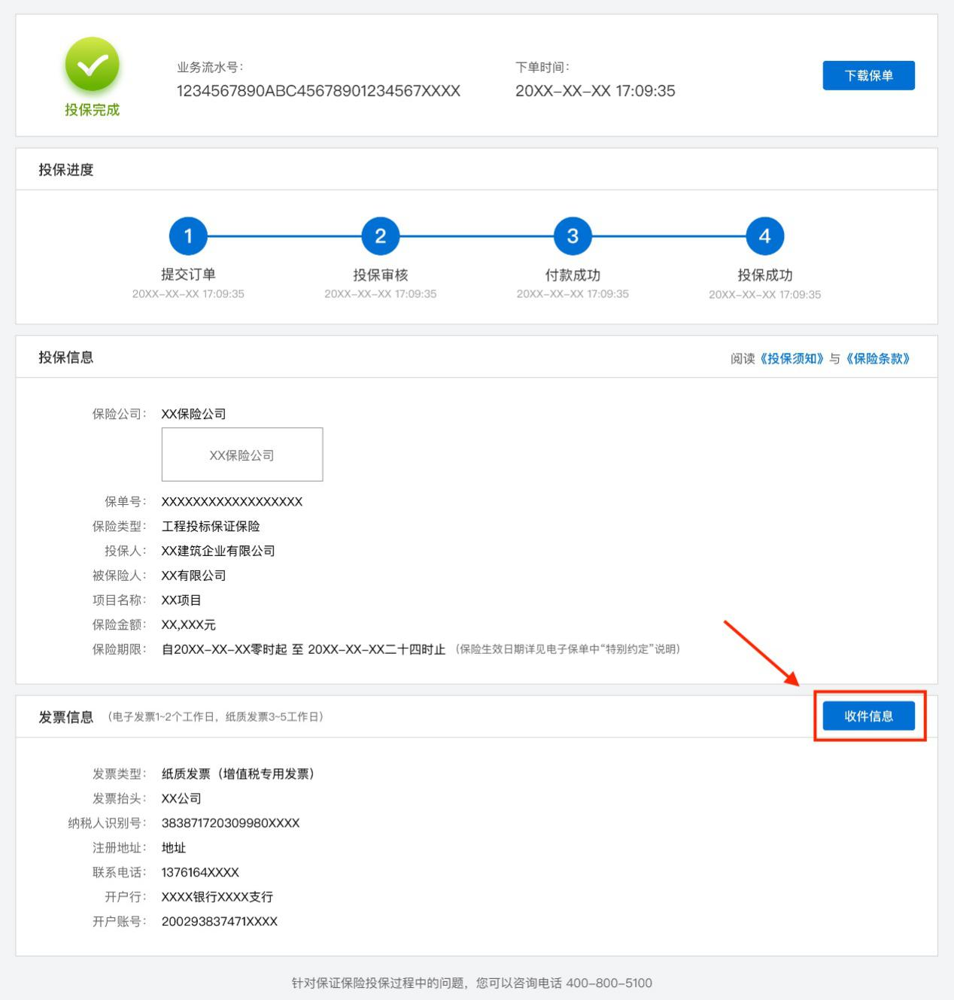 投保完成
业务流水号：
1234567890ABC45678901234567XXXX
下单时间：
20XX-XX-XX 17:09:35
下载保单
投保进度
1 2 3 4
提交订单 投保审核 付款成功 投保成功
20XX-XX-XX 17:09:35 20XX-XX-XX 17:09:35 20XX-XX-XX 17:09:35 20XX-XX-XX 17:09:35
投保信息 阅读《投保须知》与《保险条款》
保险公司： XX保险公司
XX保险公司
保单号： XXXXXXXXXXXXXXXXXX
保险类型： 工程投标保证保险
投保人： XX建筑企业有限公司
被保险人： XX有限公司
项目名称： XX项目
保险金额： XX,XXX元
保险期限： 自20XX-XX-XX零时起 至 20XX-XX-XX二十四时止 （保险生效日期详见电子保单中“特别约定”说明）
发票信息 （电子发票1~2个工作日，纸质发票3~5工作日） 收件信息
发票类型： 纸质发票（增值税专用发票）
发票抬头： XX公司
纳税人识别号： 383871720309980XXXX
注册地址： 地址
联系电话： 1376164XXXX
开户行： XXXX银行XXXX支行
开户账号： 200293837471XXXX
针对保证保险投保过程中的问题，您可以咨询电话 400-800-5100